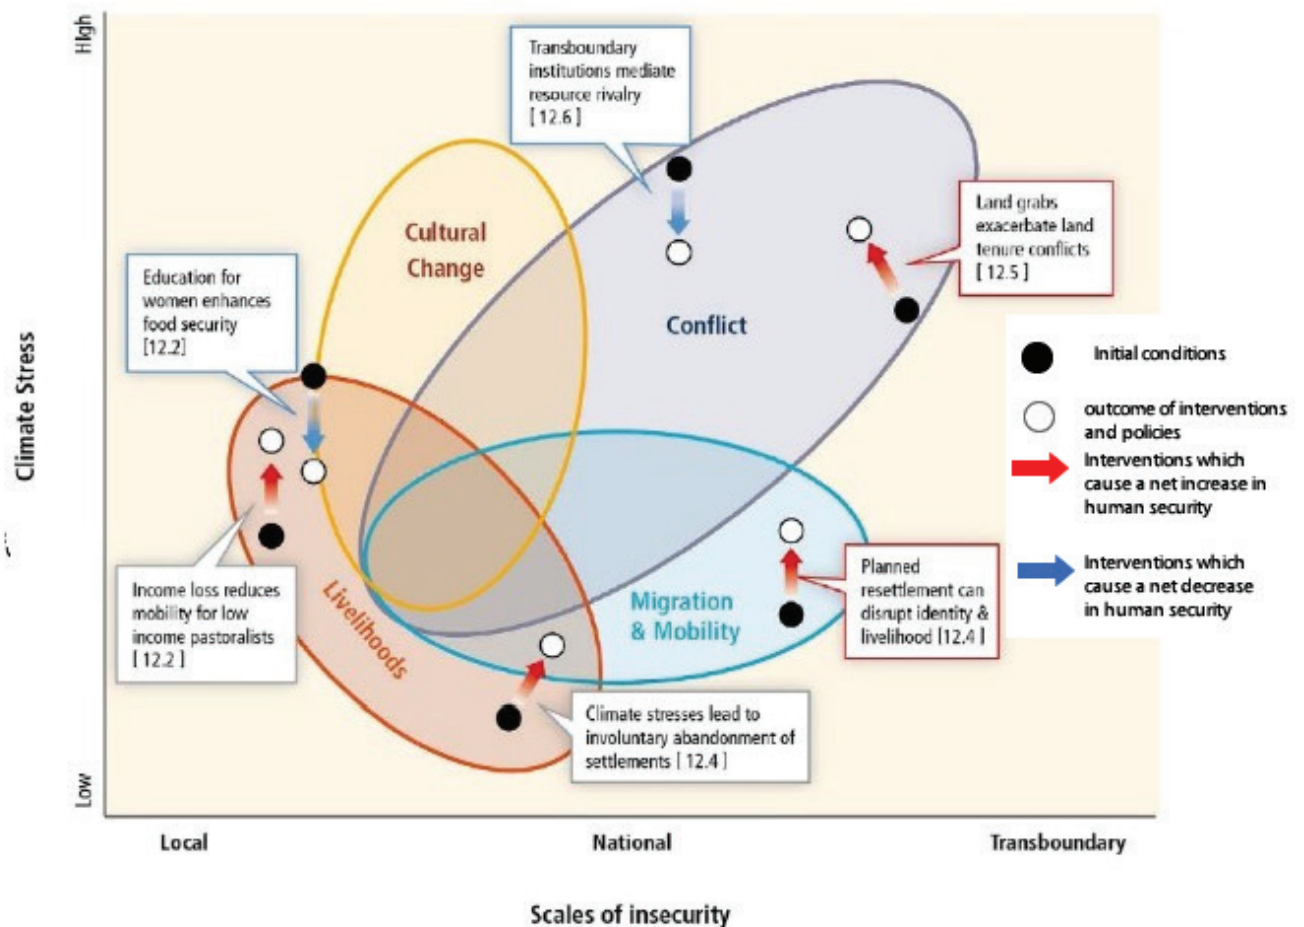 High
Transboundary
institutions mediate
resource rivalry
[ 12.6 ]
Cultural
Change
Land grabs
exacerbate land
tenure conflicts
[ 12.5 ]
Education for
women enhances
food security
[12.2]
Conflict
Climate Stress
Initial conditions
outcome of interventions
and policies
Interventions which
cause a net increase in
human security
Interventions which
cause a net decrease
in human security
Income loss reduces
mobility for low
income pastoralists
[ 12.2 ]
Livelihoods
Migration
& Mobility
Planned
resettlement can
disrupt identity &
livelihood [12.4 ]
Climate stresses lead to
involuntary abandonment of
settlements [ 12.4 ]
Low
Local
National
Transboundary
Scales of insecurity